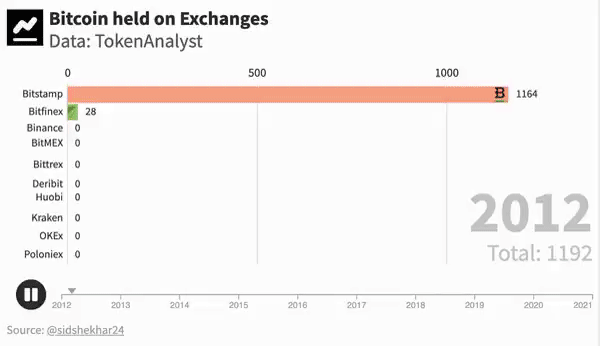 Bitcoin held on Exchanges
Data: TokenAnalyst
0 500 1000
Bitstamp 1164
Bitfinex 28
Binance 0
BitMEX 0
Bittrex 0
Deribit 0
Huobi 0
Kraken 0
OKEx 0
Poloniex 0
2012
Total: 1192
2012 2013 2014 2015 2016 2017 2018 2019 2020 2021
Source: @sidshekhar24